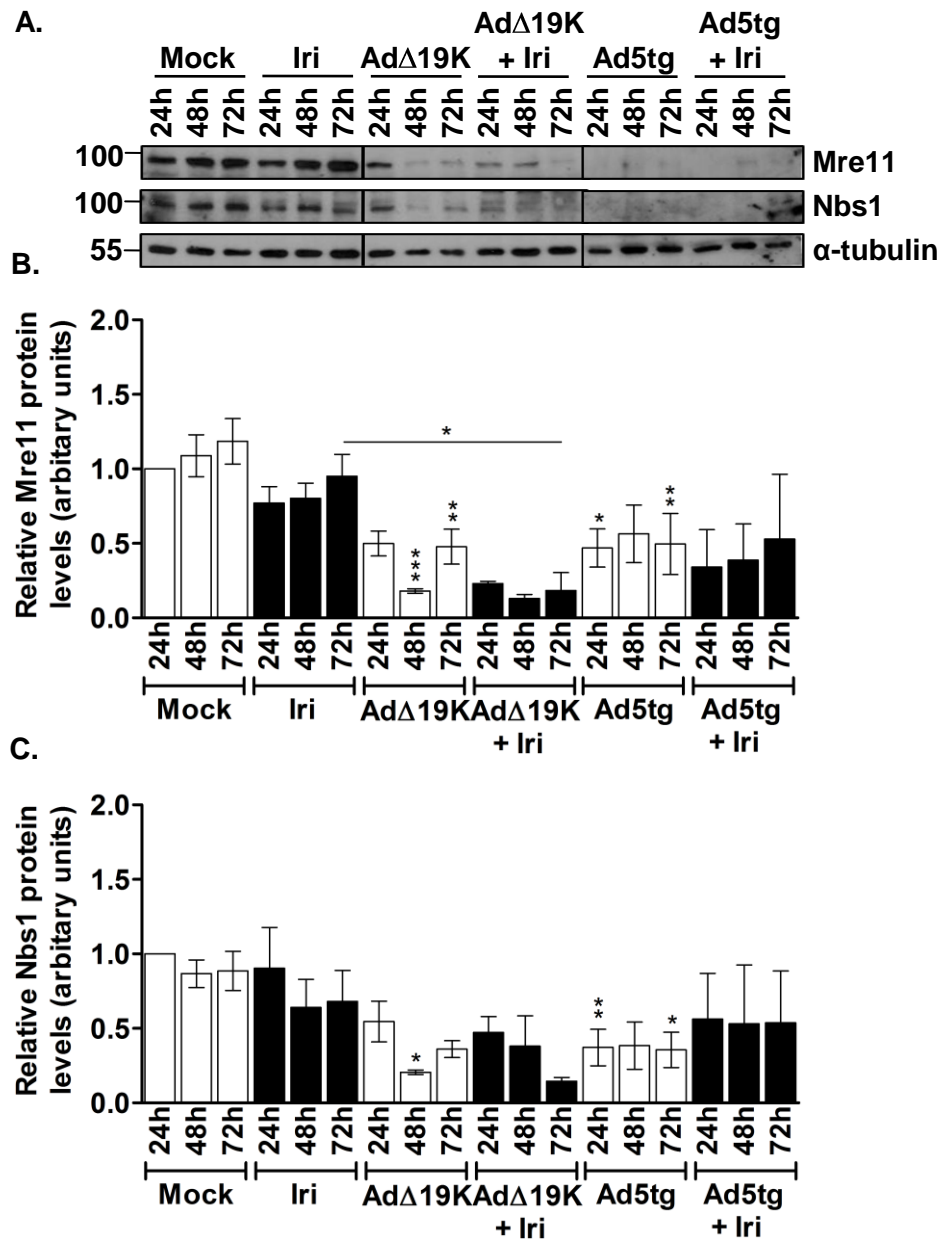 A.
Mock Iri AdΔ19K AdΔ19K + Iri Ad5tg Ad5tg + Iri
24h 48h 72h 24h 48h 72h 24h 48h 72h 24h 48h 72h 24h 48h 72h 24h 48h 72h
100 Mre11
100 Nbs1
55 α-tubulin
B.
Relative Mre11 protein
levels (arbitary units)
2.0
1.5
1.0
0.5
0.0
*
***
**
*
**
24h 48h 72h 24h 48h 72h 24h 48h 72h 24h 48h 72h 24h 48h 72h 24h 48h 72h
Mock Iri AdΔ19K AdΔ19K + Iri Ad5tg Ad5tg + Iri
C.
Relative Nbs1 protein
levels (arbitary units)
2.0
1.5
1.0
0.5
0.0
*
**
*
24h 48h 72h 24h 48h 72h 24h 48h 72h 24h 48h 72h 24h 48h 72h 24h 48h 72h
Mock Iri AdΔ19K AdΔ19K + Iri Ad5tg Ad5tg + Iri